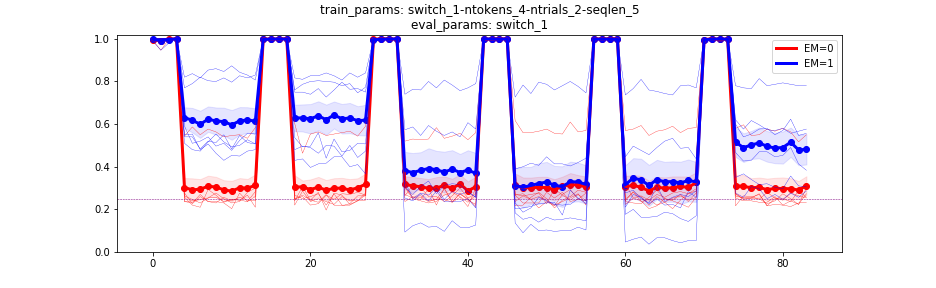 train_params: switch_1-ntokens_4-ntrials_2-seqlen_5
eval_params: switch_1
EM=0
EM=1
1.0
0.8
0.6
0.4
0.2
0.0
0
20
40
60
80